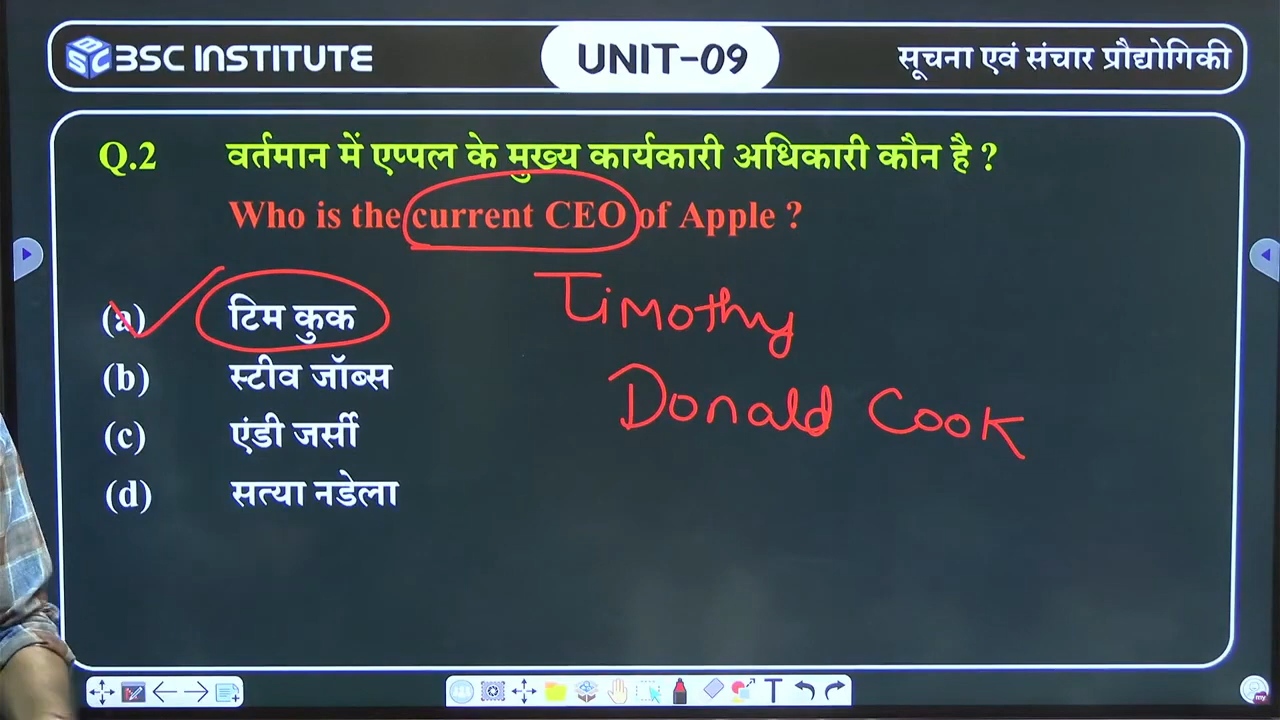 BSC INSTITUTE
UNIT-09
सूचना एवं संचार प्रौद्योगिकी
Q.2 वर्तमान में एप्पल के मुख्य कार्यकारी अधिकारी कौन है ?
Who is the current CEO of Apple ?
(a) टिम कुक
(b) स्टीव जॉब्स
(c) एंडी जर्सी
(d) सत्या नडेला
Timothy
Donald Cook